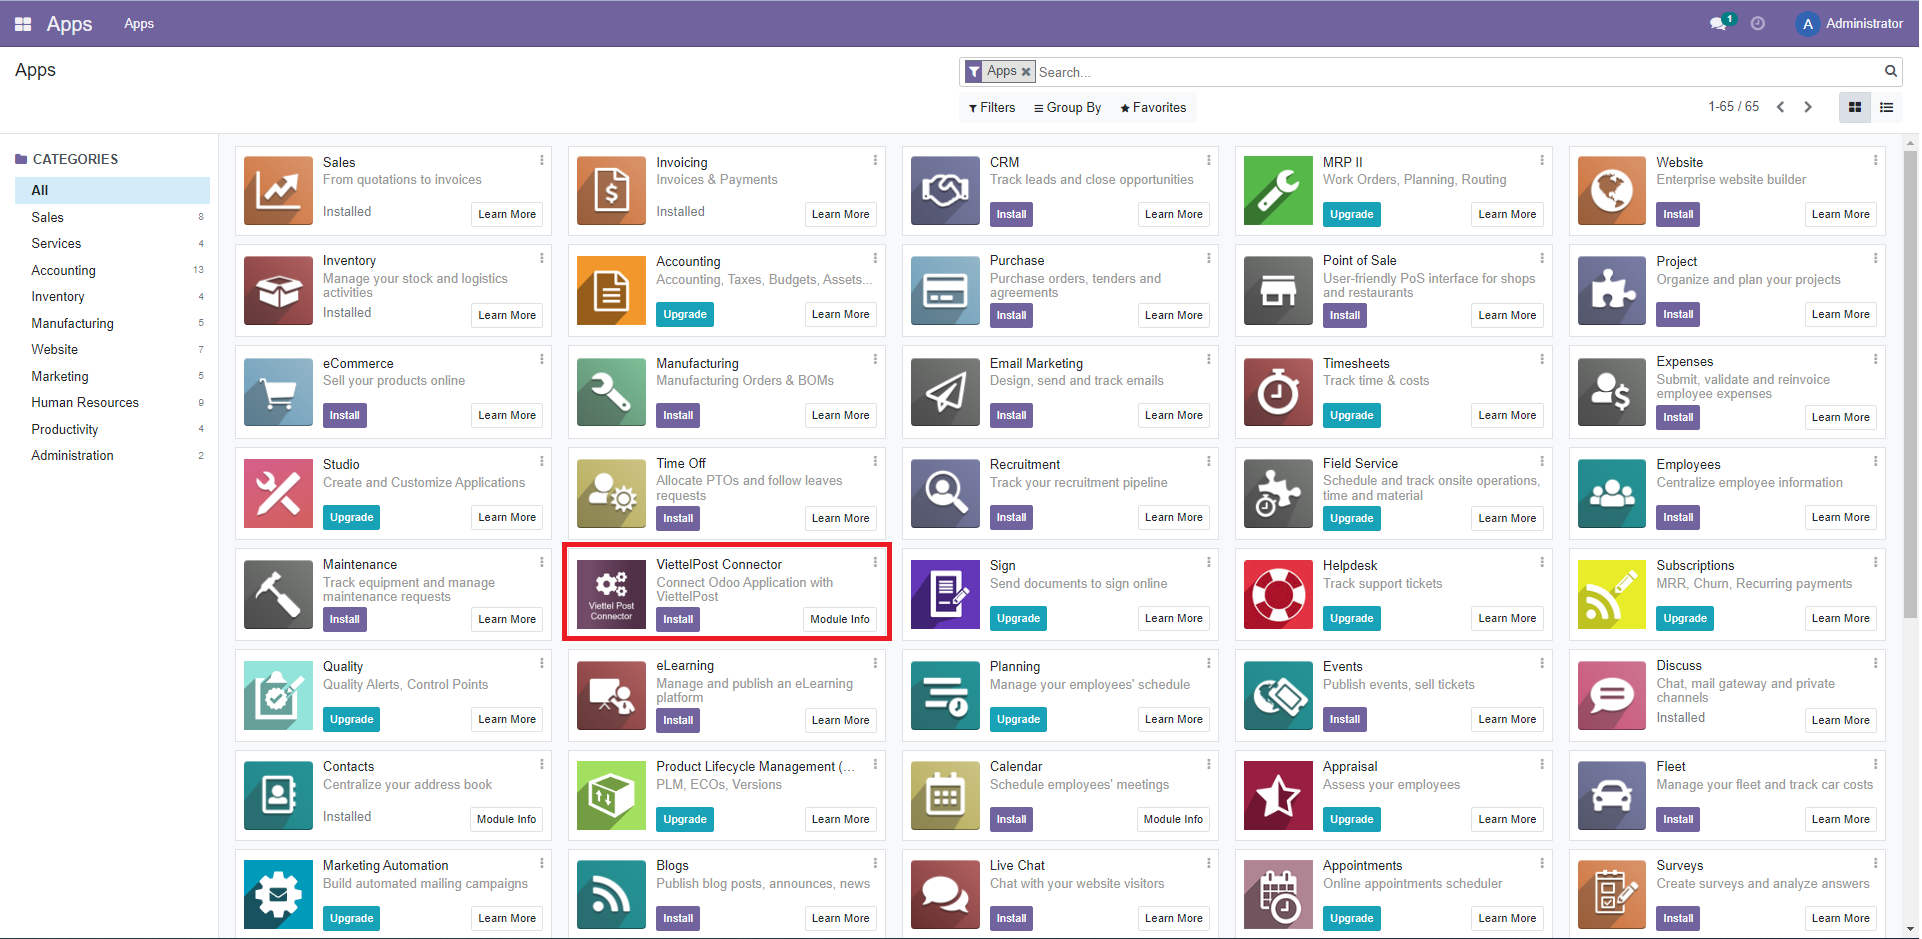 Apps Apps 1 A Administrator
Apps
Apps Search...
Filters Group By Favorites 1-65 / 65
CATEGORIES
All
Sales 8
Services 4
Accounting 13
Inventory 4
Manufacturing 5
Website 7
Marketing 5
Human Resources 9
Productivity 4
Administration 2
Sales
From quotations to invoices
Installed Learn More
Invoicing
Invoices & Payments
Installed Learn More
CRM
Track leads and close opportunities
Install Learn More
MRP II
Work Orders, Planning, Routing
Upgrade Learn More
Website
Enterprise website builder
Install Learn More
Inventory
Manage your stock and logistics
activities
Installed Learn More
Accounting
Accounting, Taxes, Budgets, Assets...
Upgrade Learn More
Purchase
Purchase orders, tenders and
agreements
Install Learn More
Point of Sale
User-friendly PoS interface for shops
and restaurants
Install Learn More
Project
Organize and plan your projects
Install Learn More
eCommerce
Sell your products online
Install Learn More
Manufacturing
Manufacturing Orders & BOMs
Install Learn More
Email Marketing
Design, send and track emails
Install Learn More
Timesheets
Track time & costs
Upgrade Learn More
Expenses
Submit, validate and reinvoice
employee expenses
Install Learn More
Studio
Create and Customize Applications
Upgrade Learn More
Time Off
Allocate PTOs and follow leaves
requests
Install Learn More
Recruitment
Track your recruitment pipeline
Install Learn More
Field Service
Schedule and track onsite operations,
time and material
Upgrade Learn More
Employees
Centralize employee information
Install Learn More
Maintenance
Track equipment and manage
maintenance requests
Install Learn More
Viettel Post
Connector
ViettelPost Connector
Connect Odoo Application with
ViettelPost
Install Module Info
Sign
Send documents to sign online
Upgrade Learn More
Helpdesk
Track support tickets
Upgrade Learn More
Subscriptions
MRR, Churn, Recurring payments
Upgrade Learn More
Quality
Quality Alerts, Control Points
Upgrade Learn More
eLearning
Manage and publish an eLearning
platform
Install Learn More
Planning
Manage your employees' schedule
Upgrade Learn More
Events
Publish events, sell tickets
Install Learn More
Discuss
Chat, mail gateway and private
channels
Installed Learn More
Contacts
Centralize your address book
Installed Module Info
Product Lifecycle Management (...
PLM, ECOs, Versions
Upgrade Learn More
Calendar
Schedule employees' meetings
Install Module Info
Appraisal
Assess your employees
Upgrade Learn More
Fleet
Manage your fleet and track car costs
Install Learn More
Marketing Automation
Build automated mailing campaigns
Upgrade Learn More
Blogs
Publish blog posts, announces, news
Install Learn More
Live Chat
Chat with your website visitors
Install Learn More
Appointments
Online appointments scheduler
Upgrade Learn More
Surveys
Create surveys and analyze answers
Install Learn More